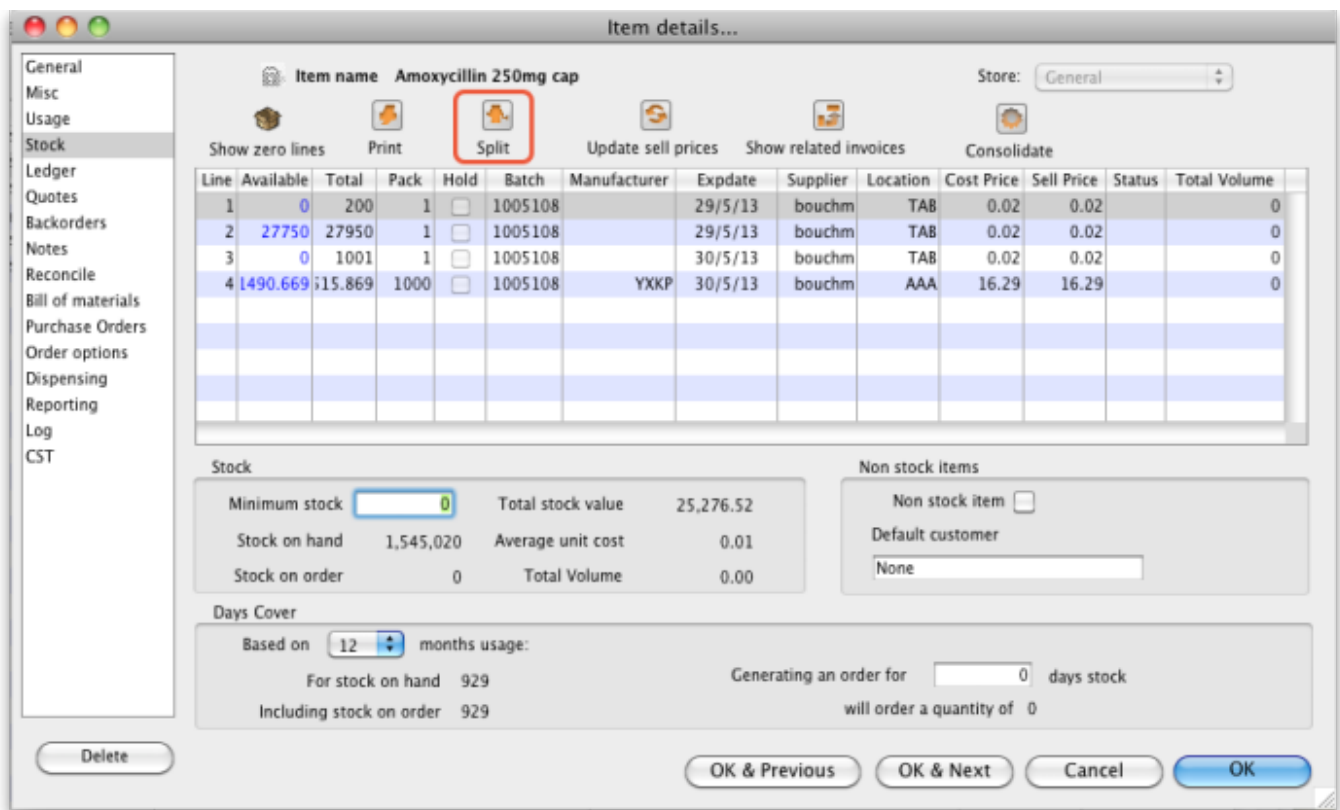 Item details...
General
Misc
Usage
Stock
Ledger
Quotes
Backorders
Notes
Reconcile
Bill of materials
Purchase Orders
Order options
Dispensing
Reporting
Log
CST
Item name Amoxycillin 250mg cap
Store: General
Show zero lines Print Split Update sell prices Show related invoices Consolidate
Line Available Total Pack Hold Batch Manufacturer Expdate Supplier Location Cost Price Sell Price Status Total Volume
1 0 200 1 1005108 29/5/13 bouchm TAB 0.02 0.02 0
2 27750 27950 1 1005108 29/5/13 bouchm TAB 0.02 0.02 0
3 0 1001 1 1005108 30/5/13 bouchm TAB 0.02 0.02 0
4 1490.669 515.869 1000 1005108 YXKP 30/5/13 bouchm AAA 16.29 16.29 0
Stock
Minimum stock 0 Total stock value 25,276.52
Stock on hand 1,545,020 Average unit cost 0.01
Stock on order 0 Total Volume 0.00
Non stock items
Non stock item
Default customer
None
Days Cover
Based on 12 months usage:
For stock on hand 929
Including stock on order 929
Generating an order for 0 days stock
will order a quantity of 0
Delete
OK & Previous OK & Next Cancel OK